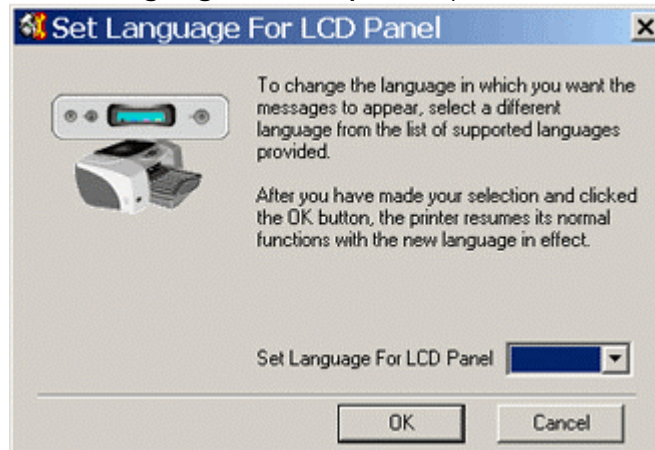 Set Language For LCD Panel
To change the language in which you want the
messages to appear, select a different
language from the list of supported languages
provided.
After you have made your selection and clicked
the OK button, the printer resumes its normal
functions with the new language in effect.
Set Language For LCD Panel
OK
Cancel